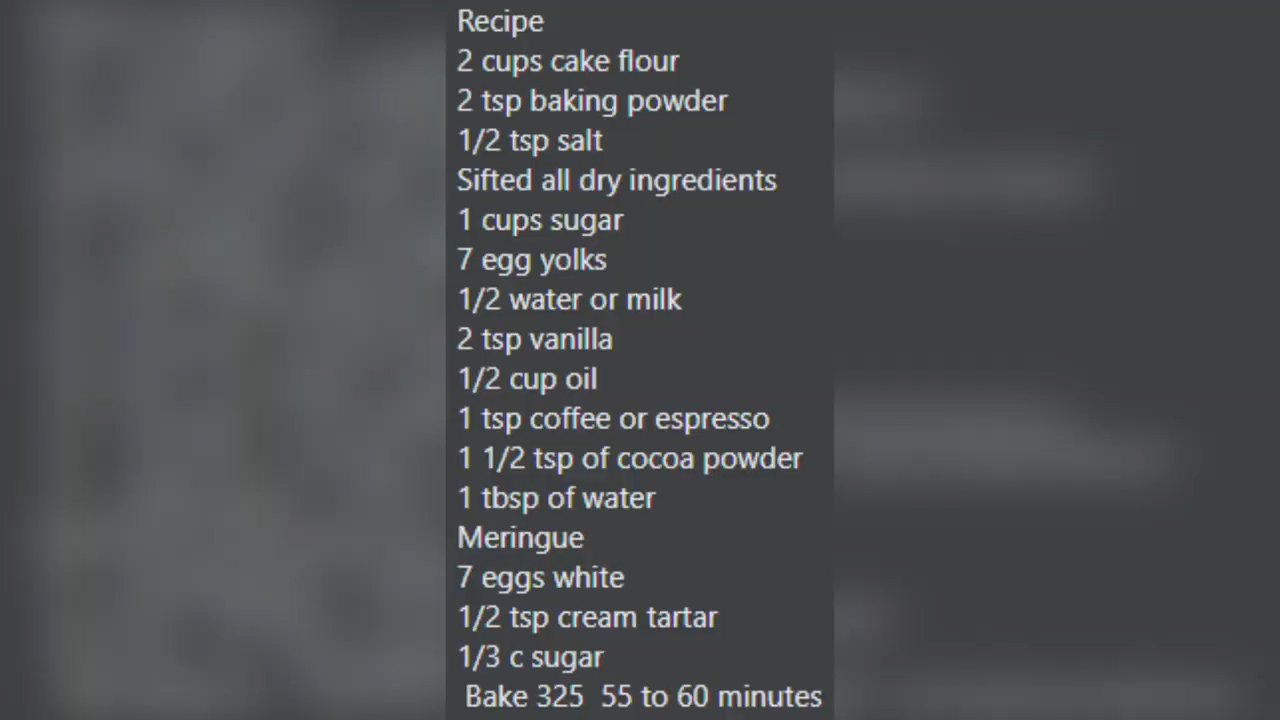 Recipe
2 cups cake flour
2 tsp baking powder
1/2 tsp salt
Sifted all dry ingredients
1 cups sugar
7 egg yolks
1/2 water or milk
2 tsp vanilla
1/2 cup oil
1 tsp coffee or espresso
1 1/2 tsp of cocoa powder
1 tbsp of water
Meringue
7 eggs white
1/2 tsp cream tartar
1/3 c sugar
Bake 325  55 to 60 minutes